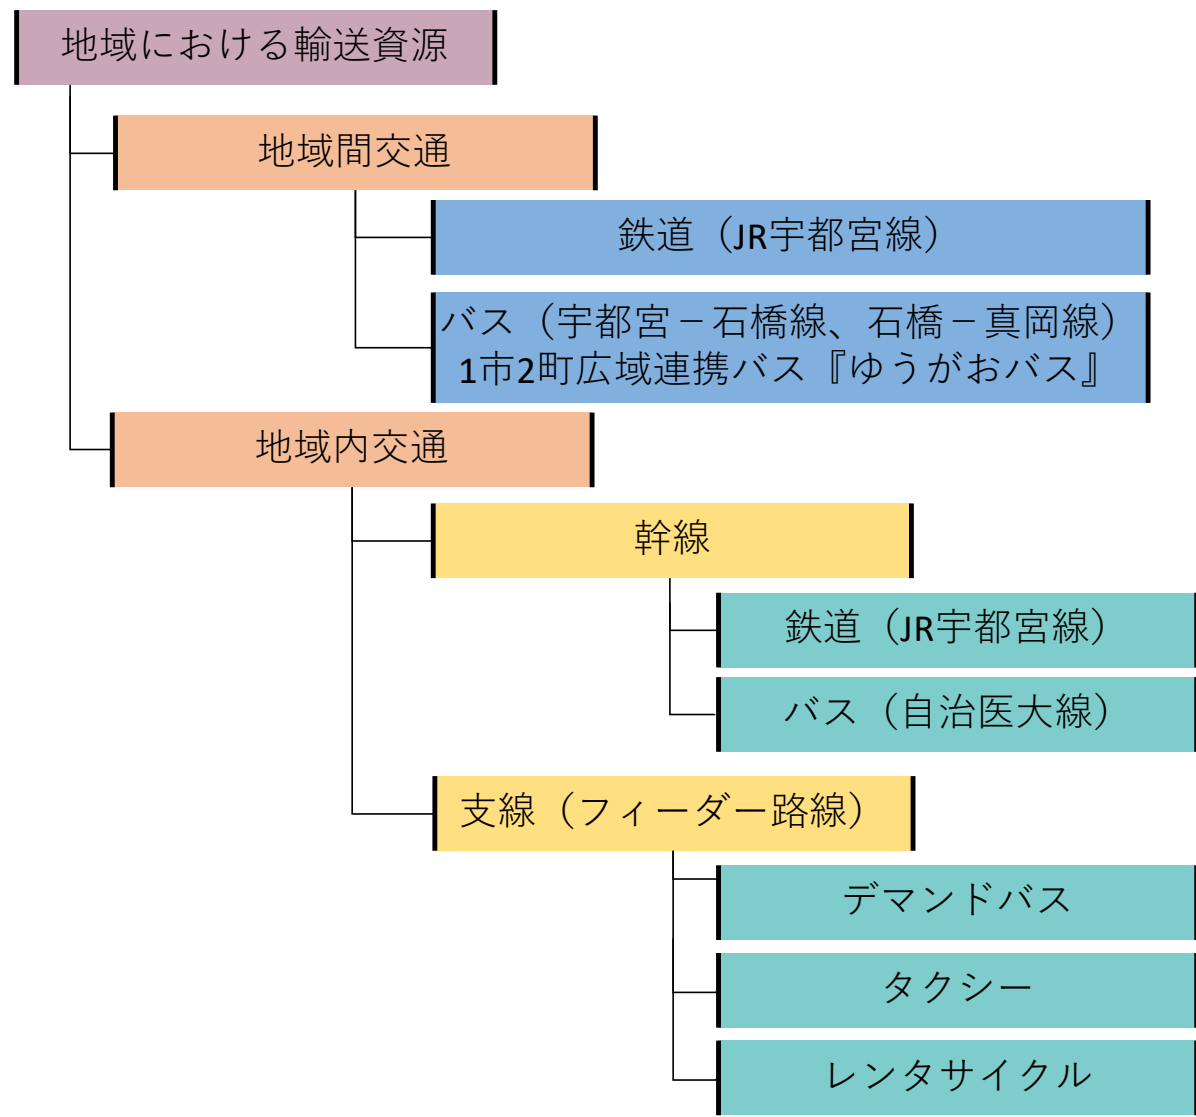 地域における輸送資源
地域間交通
鉄道（JR宇都宮線）
バス（宇都宮－石橋線、石橋－真岡線）
1市2町広域連携バス『ゆうがおバス』
地域内交通
幹線
鉄道（JR宇都宮線）
バス（自治医大線）
支線（フィーダー路線）
デマンドバス
タクシー
レンタサイクル